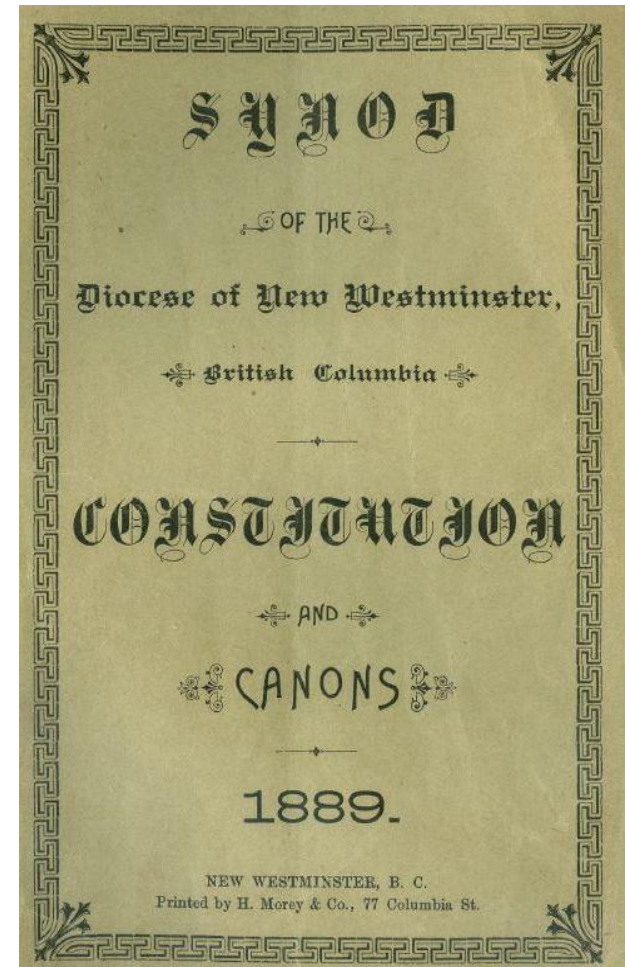 SYNOD
OF THE
Diocese of New Westminster,
British Columbia
CONSTITUTION
AND
CANONS
1889.
NEW WESTMINSTER, B. C.
Printed by H. Morey & Co., 77 Columbia St.